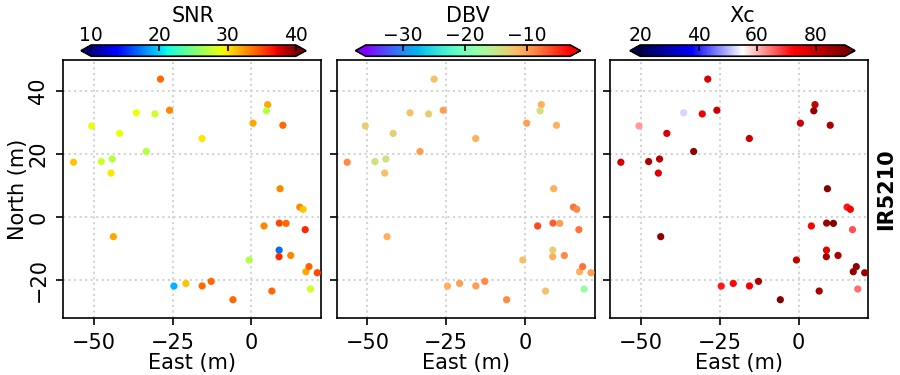 SNR DBV Xc
10 20 30 40 −30 −20 −10 20 40 60 80
40
20
0
−20
North (m)
IR5210
−50 −25 0 −50 −25 0 −50 −25 0
East (m) East (m) East (m)